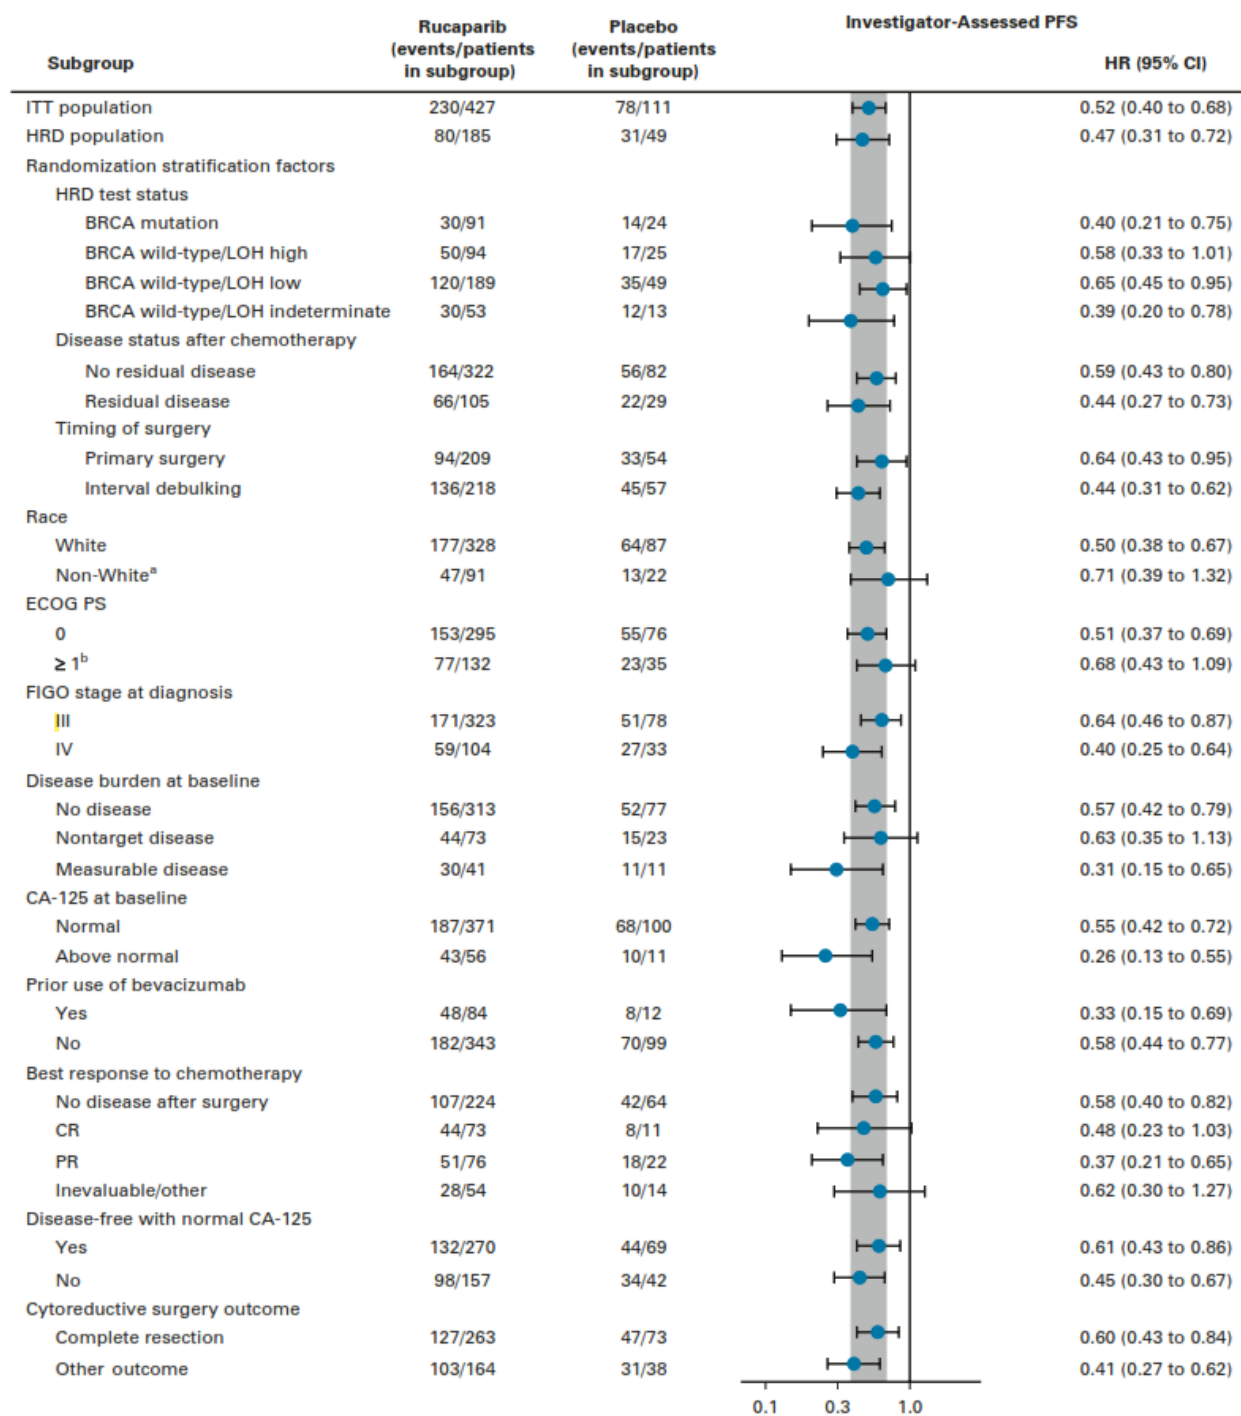 Subgroup Rucaparib (events/patients in subgroup) Placebo (events/patients in subgroup) Investigator-Assessed PFS HR (95% CI)
ITT population 230/427 78/111 0.52 (0.40 to 0.68)
HRD population 80/185 31/49 0.47 (0.31 to 0.72)
Randomization stratification factors
HRD test status
BRCA mutation 30/91 14/24 0.40 (0.21 to 0.75)
BRCA wild-type/LOH high 50/94 17/25 0.58 (0.33 to 1.01)
BRCA wild-type/LOH low 120/189 35/49 0.65 (0.45 to 0.95)
BRCA wild-type/LOH indeterminate 30/53 12/13 0.39 (0.20 to 0.78)
Disease status after chemotherapy
No residual disease 164/322 56/82 0.59 (0.43 to 0.80)
Residual disease 66/105 22/29 0.44 (0.27 to 0.73)
Timing of surgery
Primary surgery 94/209 33/54 0.64 (0.43 to 0.95)
Interval debulking 136/218 45/57 0.44 (0.31 to 0.62)
Race
White 177/328 64/87 0.50 (0.38 to 0.67)
Non-Whiteᵃ 47/91 13/22 0.71 (0.39 to 1.32)
ECOG PS
0 153/295 55/76 0.51 (0.37 to 0.69)
≥ 1ᵇ 77/132 23/35 0.68 (0.43 to 1.09)
FIGO stage at diagnosis
III 171/323 51/78 0.64 (0.46 to 0.87)
IV 59/104 27/33 0.40 (0.25 to 0.64)
Disease burden at baseline
No disease 156/313 52/77 0.57 (0.42 to 0.79)
Nontarget disease 44/73 15/23 0.63 (0.35 to 1.13)
Measurable disease 30/41 11/11 0.31 (0.15 to 0.65)
CA-125 at baseline
Normal 187/371 68/100 0.55 (0.42 to 0.72)
Above normal 43/56 10/11 0.26 (0.13 to 0.55)
Prior use of bevacizumab
Yes 48/84 8/12 0.33 (0.15 to 0.69)
No 182/343 70/99 0.58 (0.44 to 0.77)
Best response to chemotherapy
No disease after surgery 107/224 42/64 0.58 (0.40 to 0.82)
CR 44/73 8/11 0.48 (0.23 to 1.03)
PR 51/76 18/22 0.37 (0.21 to 0.65)
Inevaluable/other 28/54 10/14 0.62 (0.30 to 1.27)
Disease-free with normal CA-125
Yes 132/270 44/69 0.61 (0.43 to 0.86)
No 98/157 34/42 0.45 (0.30 to 0.67)
Cytoreductive surgery outcome
Complete resection 127/263 47/73 0.60 (0.43 to 0.84)
Other outcome 103/164 31/38 0.41 (0.27 to 0.62)
0.1 0.3 1.0